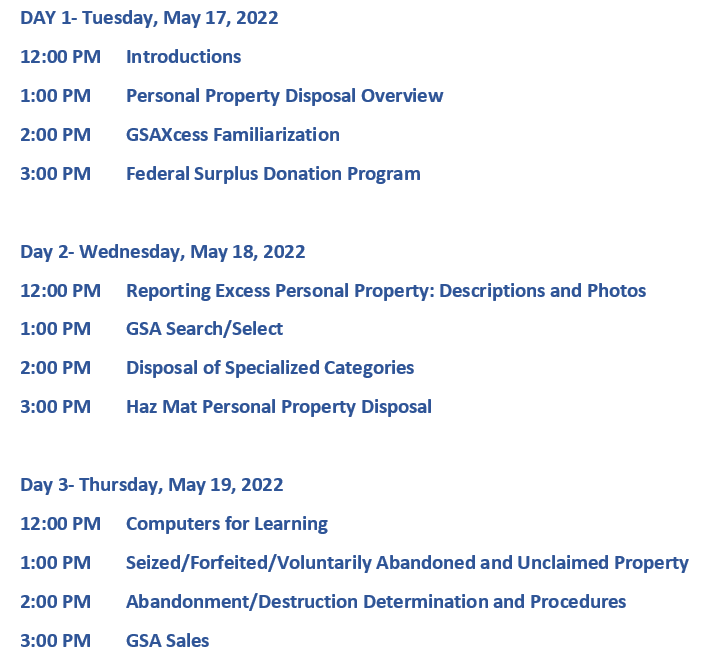 DAY 1- Tuesday, May 17, 2022
12:00 PM Introductions
1:00 PM Personal Property Disposal Overview
2:00 PM GSAXcess Familiarization
3:00 PM Federal Surplus Donation Program
Day 2- Wednesday, May 18, 2022
12:00 PM Reporting Excess Personal Property: Descriptions and Photos
1:00 PM GSA Search/Select
2:00 PM Disposal of Specialized Categories
3:00 PM Haz Mat Personal Property Disposal
Day 3- Thursday, May 19, 2022
12:00 PM Computers for Learning
1:00 PM Seized/Forfeited/Voluntarily Abandoned and Unclaimed Property
2:00 PM Abandonment/Destruction Determination and Procedures
3:00 PM GSA Sales